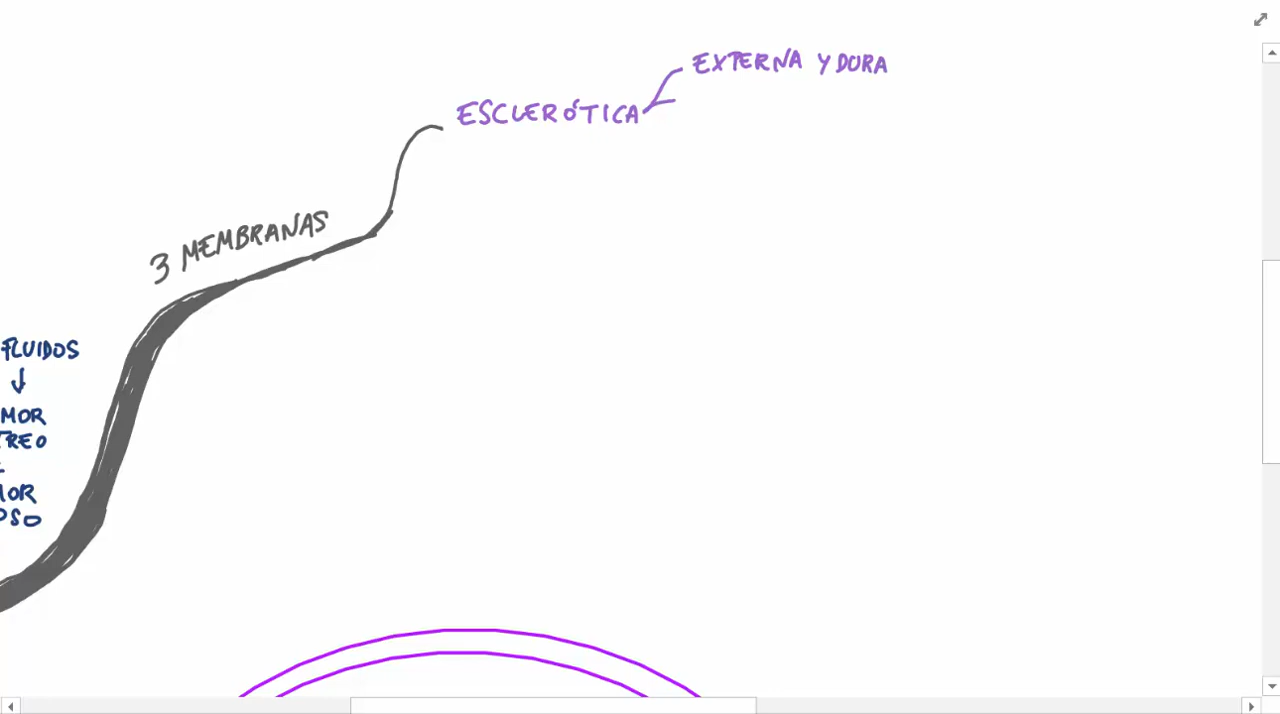 EXTERNA Y DURA
ESCLERÓTICA
3 MEMBRANAS
FLUIDOS